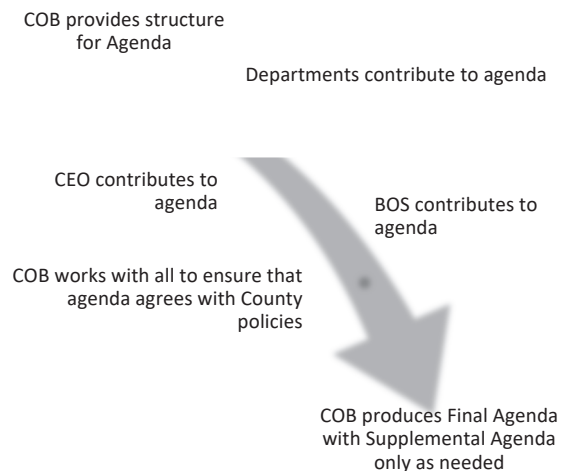 COB provides structure
for Agenda
Departments contribute to agenda
CEO contributes to
agenda
BOS contributes to
agenda
COB works with all to ensure that
agenda agrees with County
policies
COB produces Final Agenda
with Supplemental Agenda
only as needed